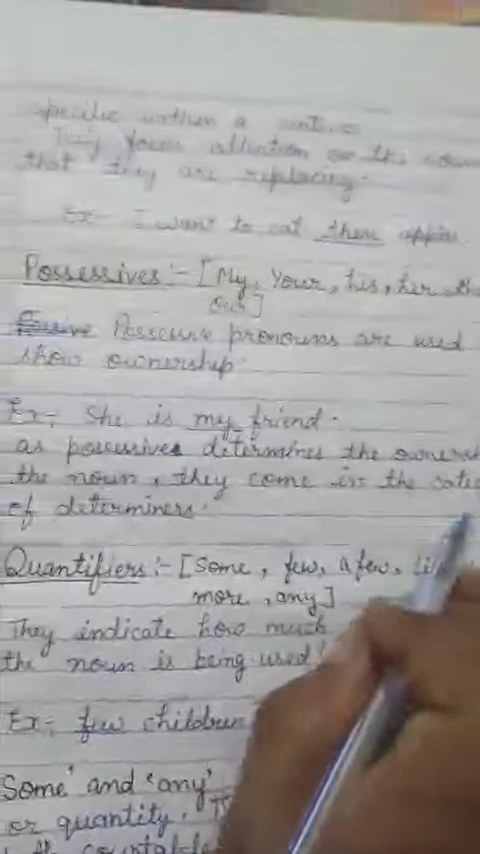 specific within a
They focus attention on the noun
that they are replacing.
Ex- I want to eat these apples.
Possessives :- [My, Your, his, her
our]
Possessive pronouns are used
show ownership.
Ex- She is my friend.
as possessives determines the
the noun, they come in the
of determiners.
Quantifiers :- [Some, few, a few,
more, any]
They indicate how much
the noun is being used
Ex- few children
Some' and 'any'
or quantity.
countable